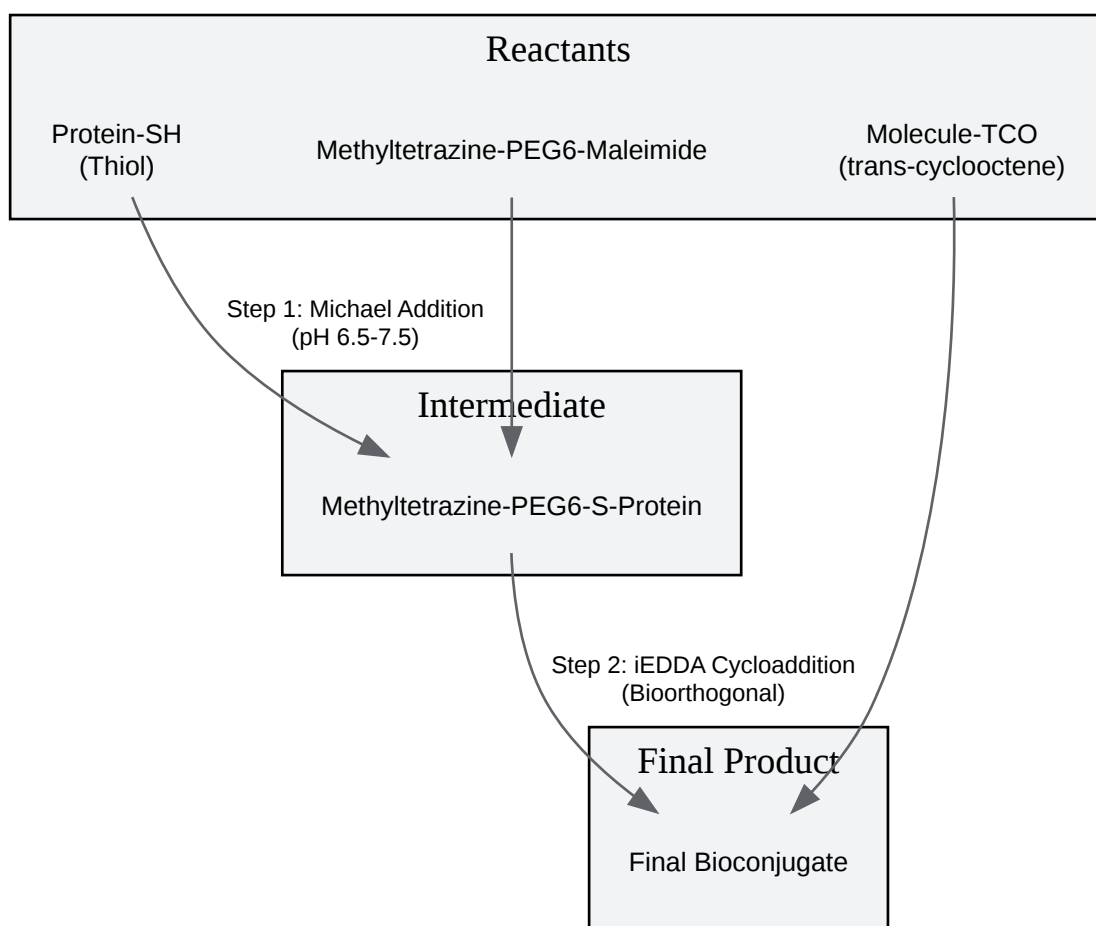 Reactants
Protein-SH
(Thiol)
Methyltetrazine-PEG6-Maleimide
Molecule-TCO
(trans-cyclooctene)
Step 1: Michael Addition
(pH 6.5-7.5)
Intermediate
Methyltetrazine-PEG6-S-Protein
Step 2: iEDDA Cycloaddition
(Bioorthogonal)
Final Product
Final Bioconjugate